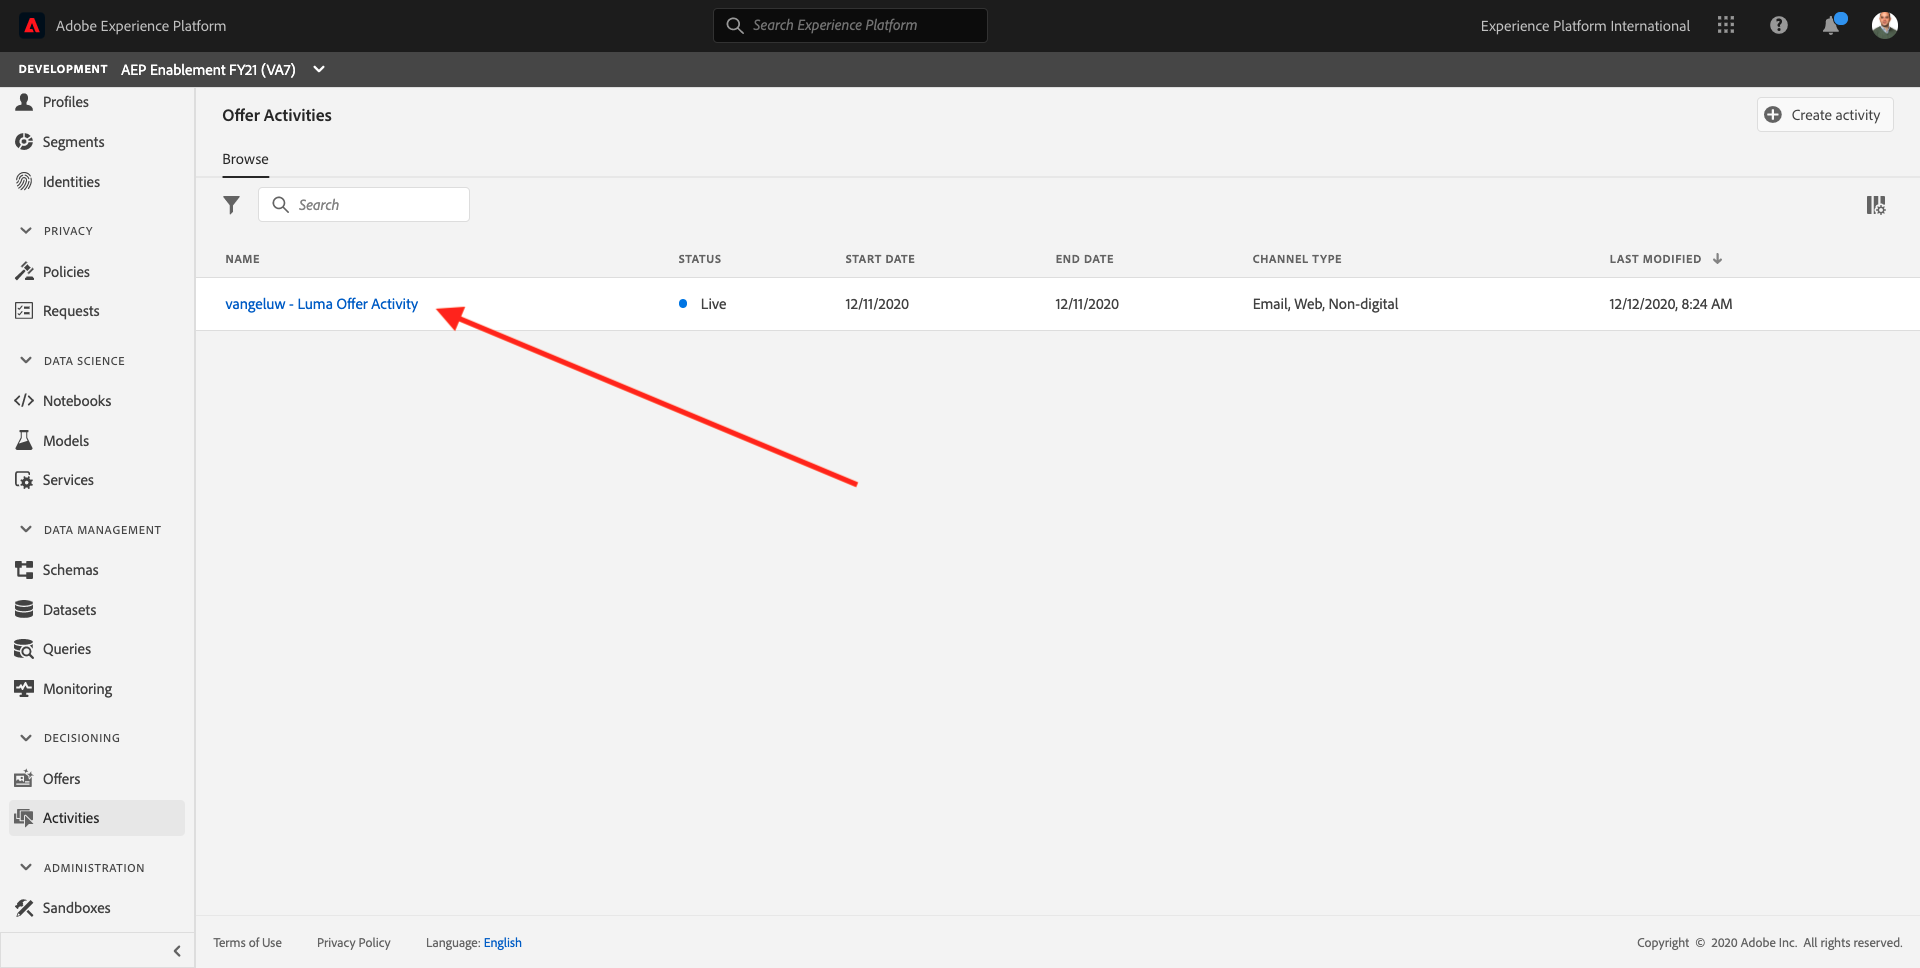 Adobe Experience Platform
Search Experience Platform
Experience Platform International
DEVELOPMENT AEP Enablement FY21 (VA7)
Profiles
Segments
Identities
PRIVACY
Policies
Requests
DATA SCIENCE
Notebooks
Models
Services
DATA MANAGEMENT
Schemas
Datasets
Queries
Monitoring
DECISIONING
Offers
Activities
ADMINISTRATION
Sandboxes
Offer Activities
Create activity
Browse
Search
NAME STATUS START DATE END DATE CHANNEL TYPE LAST MODIFIED
vangeluw - Luma Offer Activity Live 12/11/2020 12/11/2020 Email, Web, Non-digital 12/12/2020, 8:24 AM
Terms of Use Privacy Policy Language: English Copyright © 2020 Adobe Inc. All rights reserved.